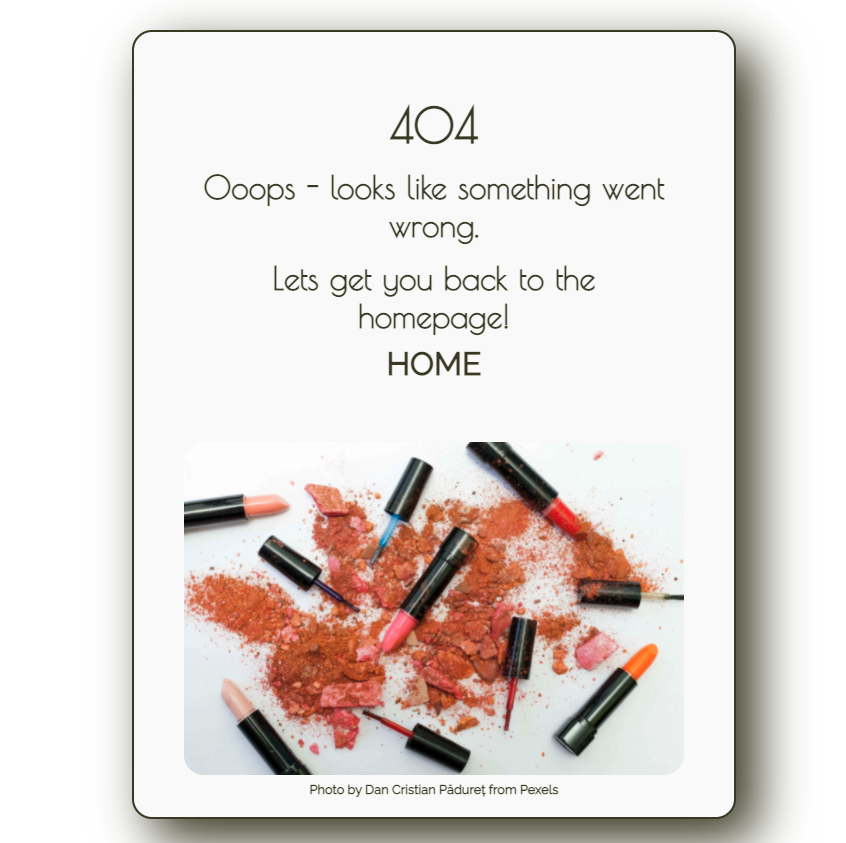 404
Ooops - looks like something went
wrong.
Lets get you back to the
homepage!
HOME
Photo by Dan Cristian Pădureț from Pexels